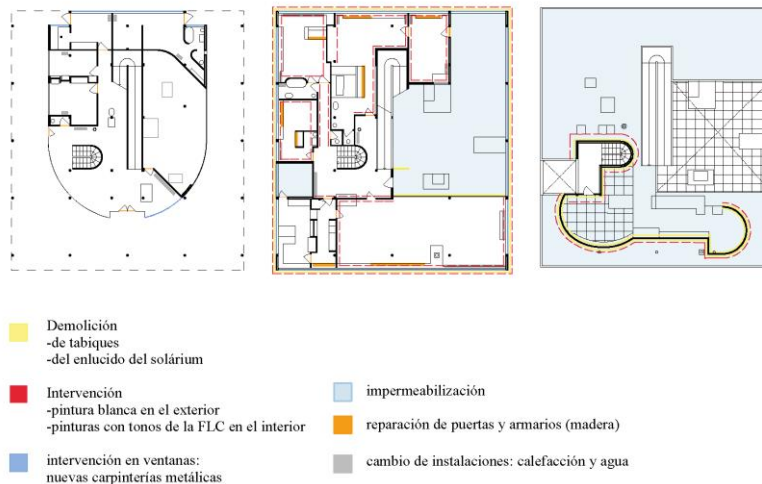 Demolición
-de tabiques
-del enlucido del solárium
Intervención
-pintura blanca en el exterior
-pinturas con tonos de la FLC en el interior
intervención en ventanas:
nuevas carpinterías metálicas
impermeabilización
reparación de puertas y armarios (madera)
cambio de instalaciones: calefacción y agua